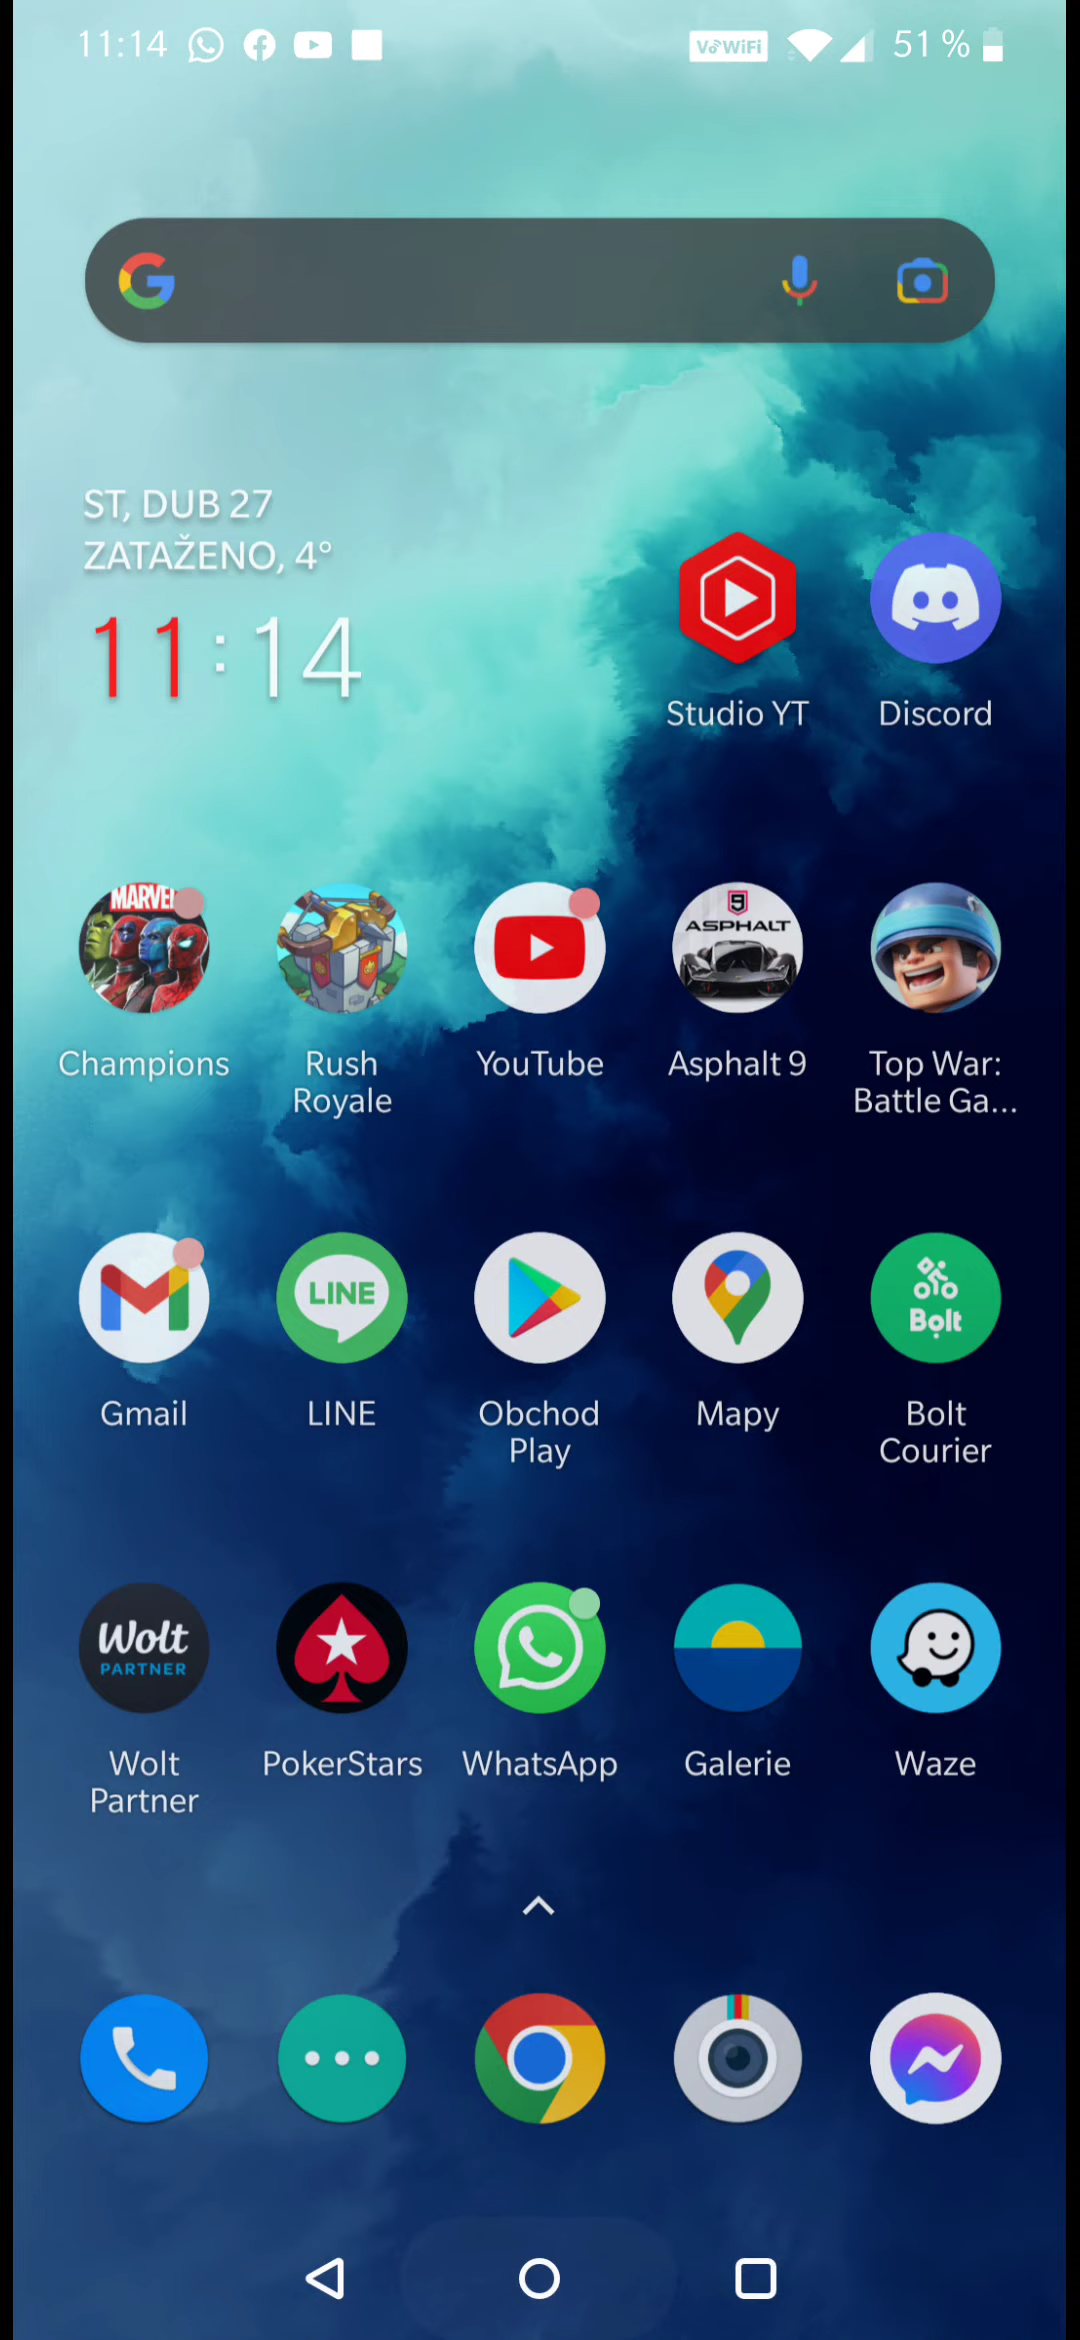 11:14
VoWiFi
51 %
ST, DUB 27
ZATAŽENO, 4°
11:14
Studio YT
Discord
MARVEL
9
ASPHALT
Champions
Rush
Royale
YouTube
Asphalt 9
Top War:
Battle Ga...
LINE
Bolt
Gmail
LINE
Obchod
Play
Mapy
Bolt
Courier
Wolt
PARTNER
Wolt
Partner
PokerStars
WhatsApp
Galerie
Waze